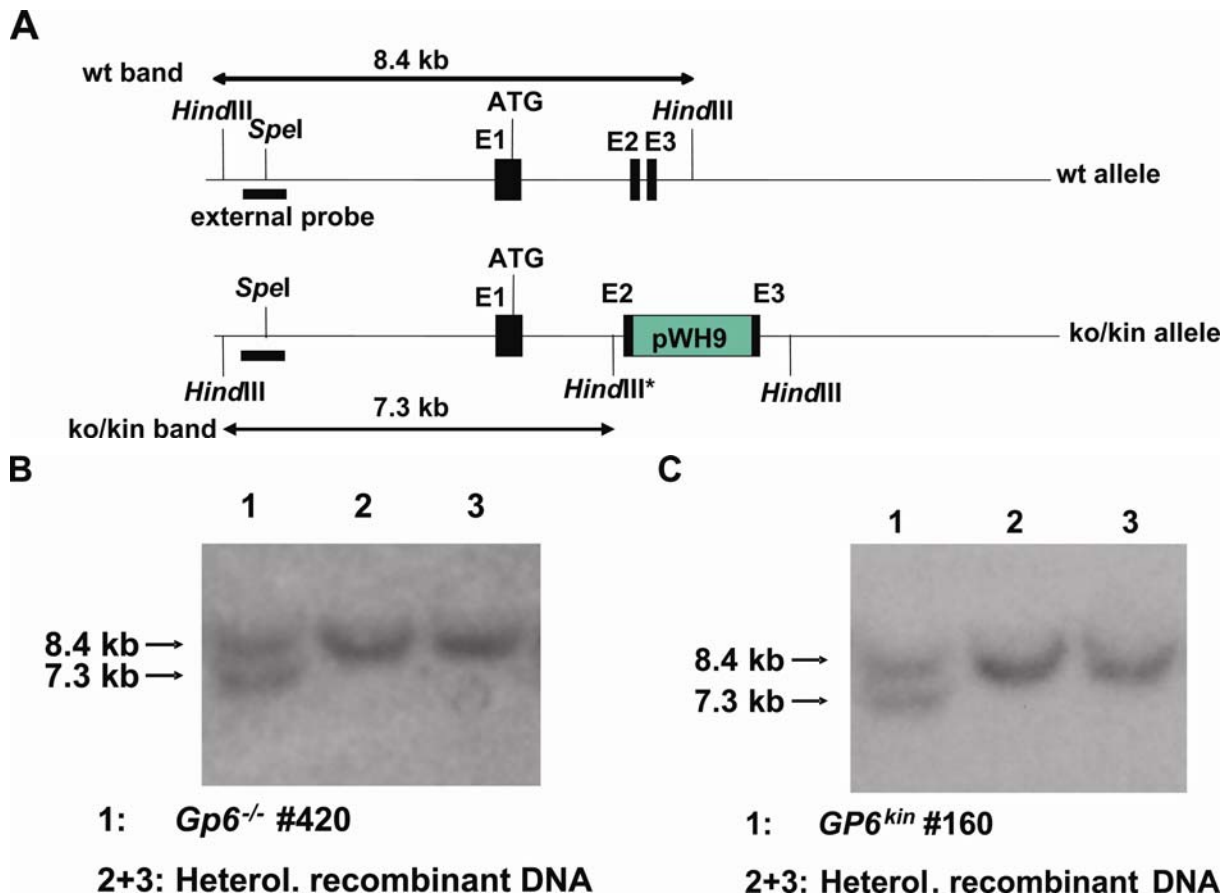 A
8.4 kb
wt band
HindIII
SpeI
ATG
HindIII
E1
E2 E3
wt allele
external probe
ATG
SpeI
E1
E2
E3
pWH9
ko/kin allele
HindIII
HindIII*
HindIII
7.3 kb
ko/kin band
B
1 2 3
8.4 kb
7.3 kb
1: Gp6-/- #420
2+3: Heterol. recombinant DNA
C
1 2 3
8.4 kb
7.3 kb
1: GP6kin #160
2+3: Heterol. recombinant DNA